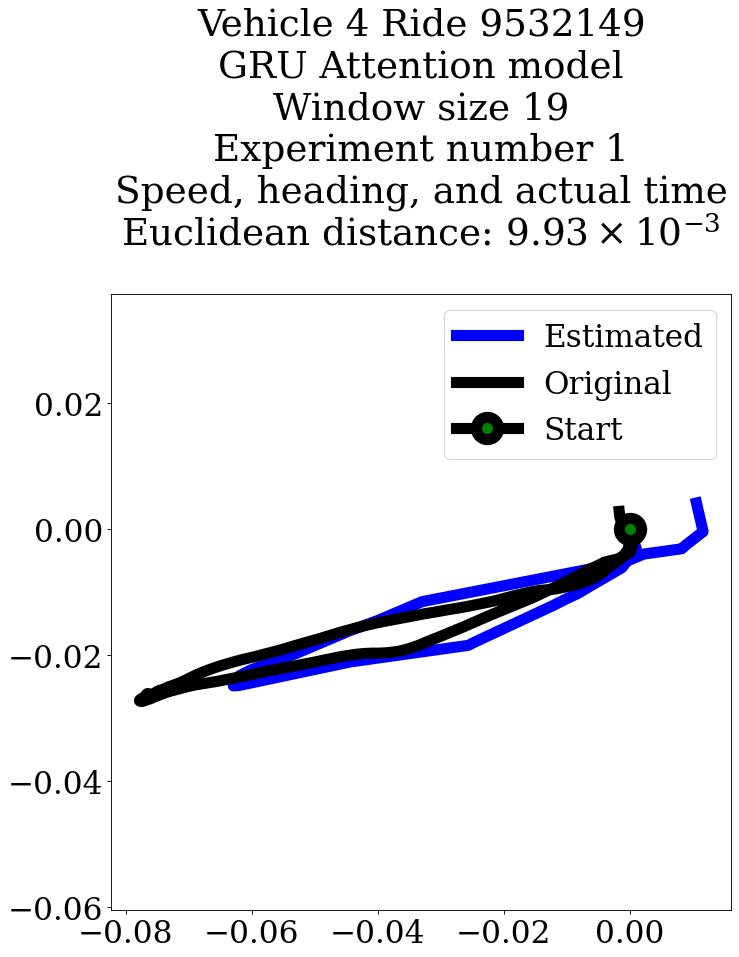 Vehicle 4 Ride 9532149
GRU Attention model
Window size 19
Experiment number 1
Speed, heading, and actual time
Euclidean distance: 9.93 × 10⁻³
Estimated
Original
Start
0.02
0.00
−0.02
−0.04
−0.06
−0.08 −0.06 −0.04 −0.02 0.00